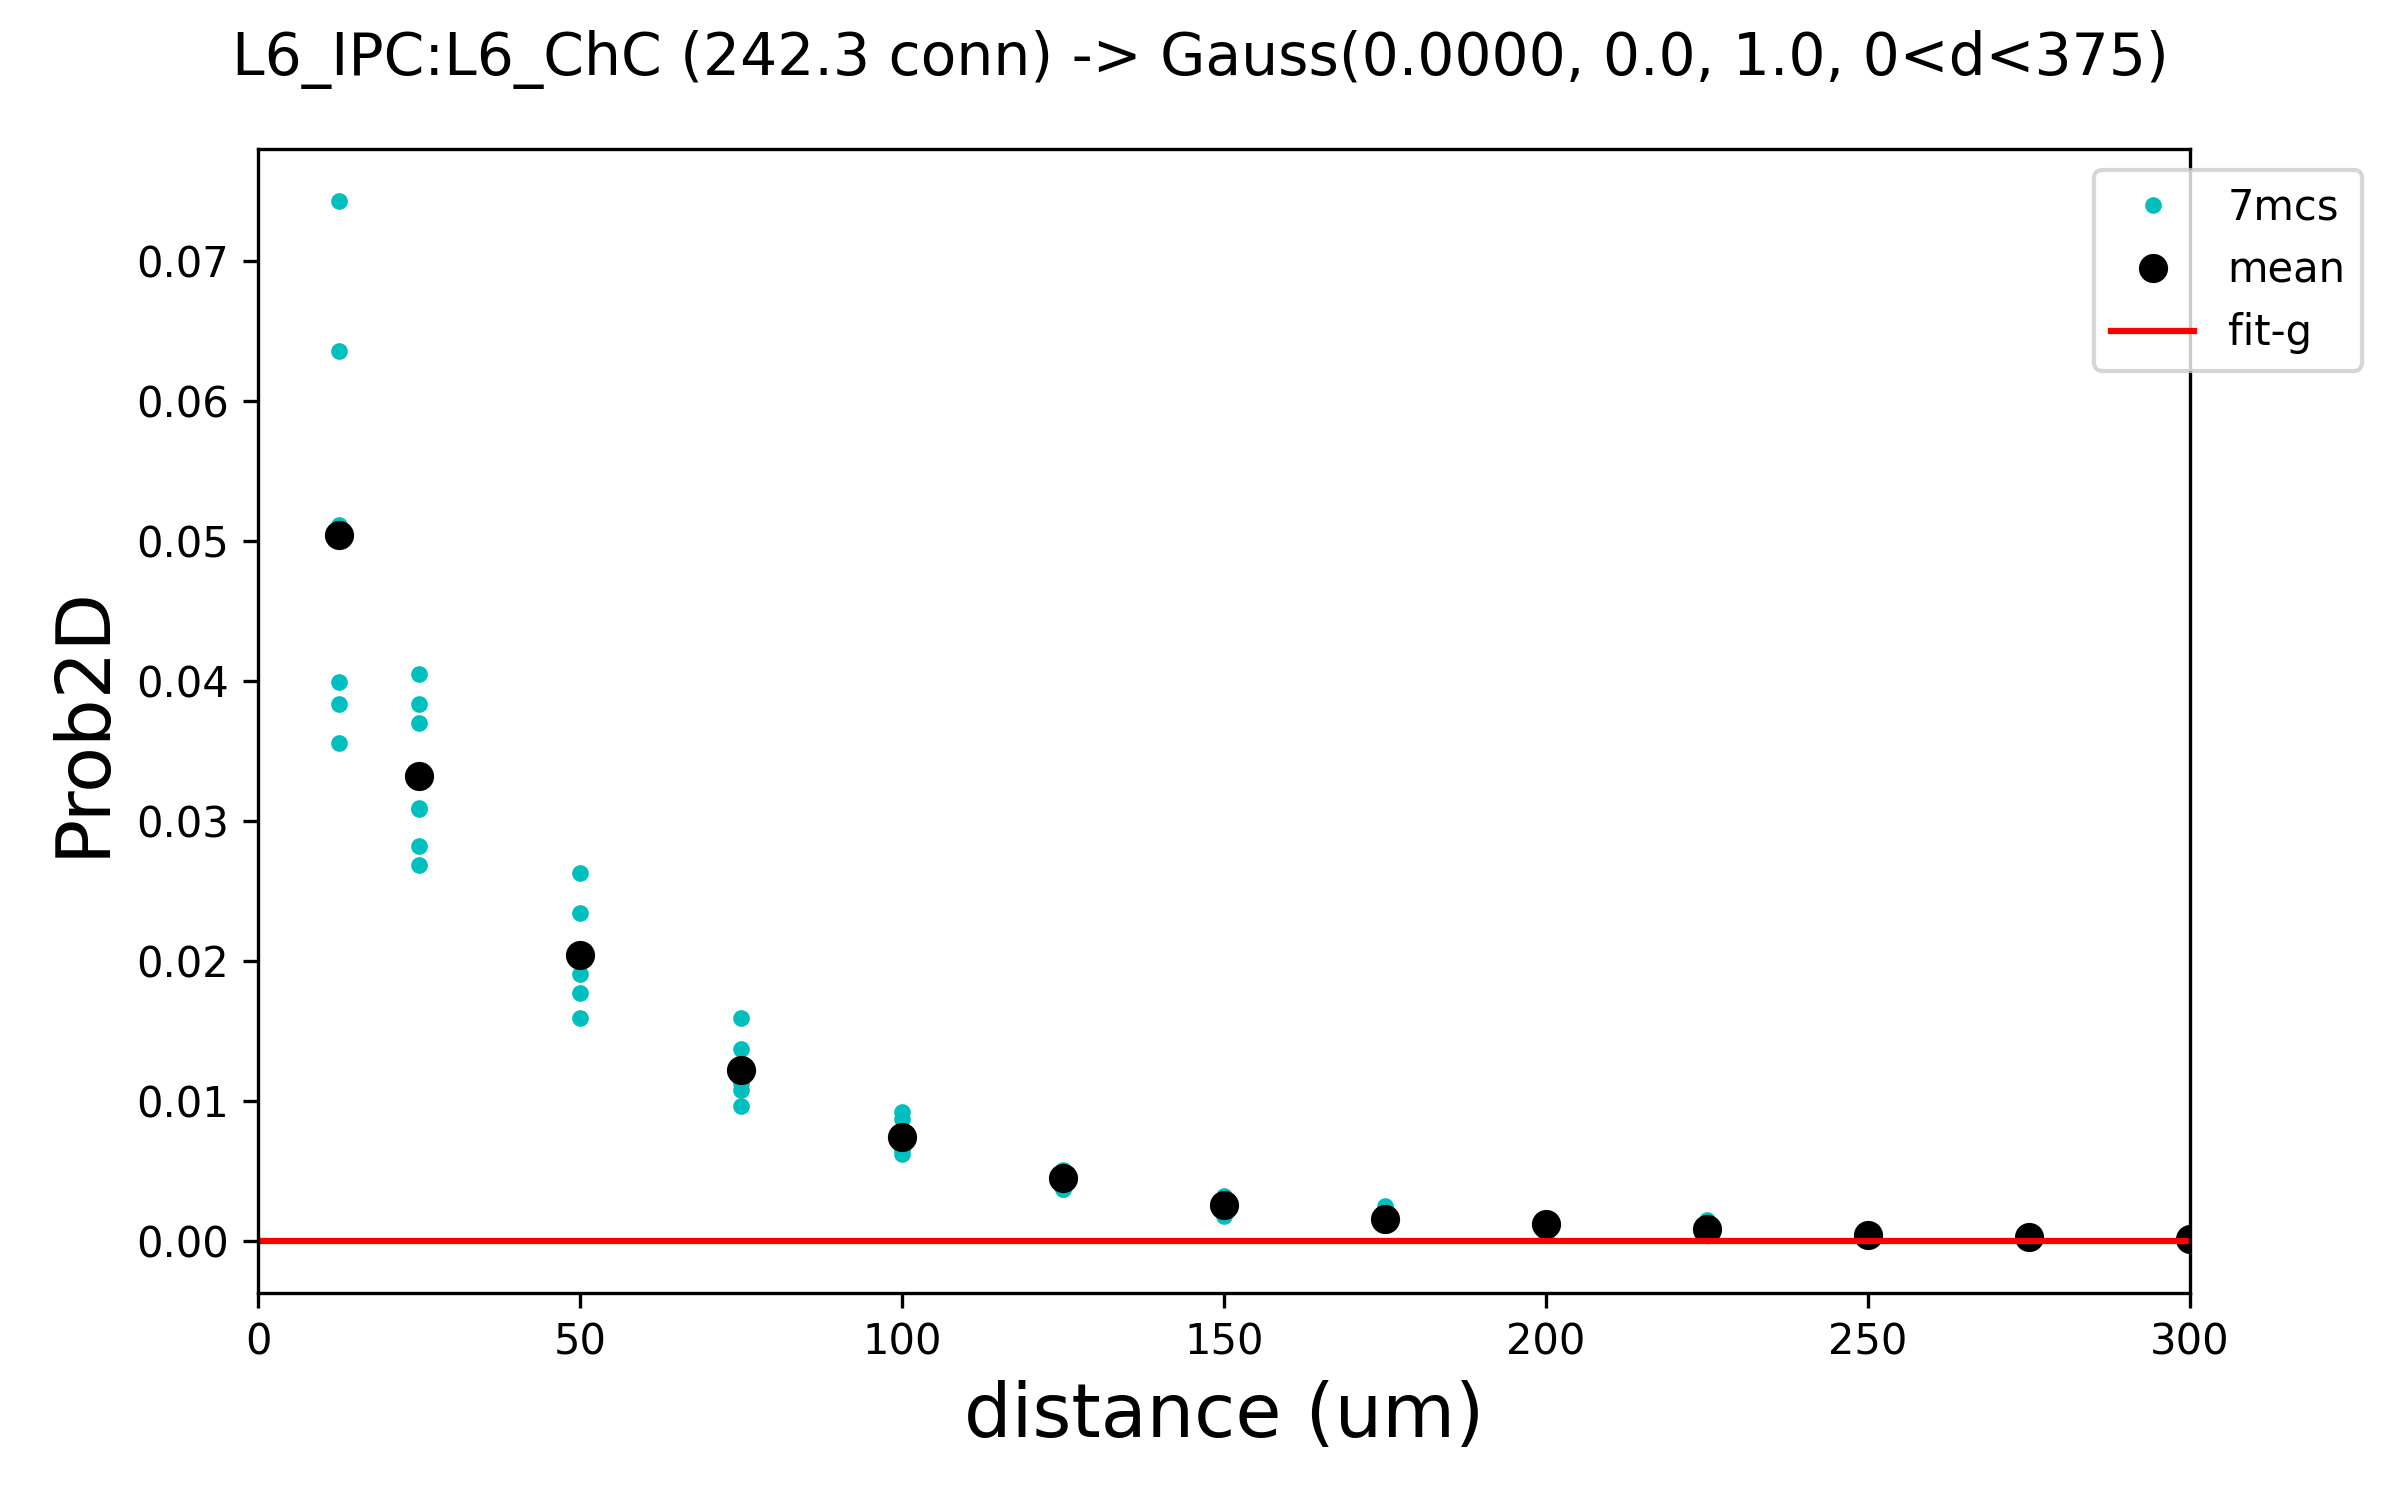 L6_IPC:L6_ChC (242.3 conn) -> Gauss(0.0000, 0.0, 1.0, 0<d<375)
7mcs
mean
fit-g
Prob2D
0.07
0.06
0.05
0.04
0.03
0.02
0.01
0.00
0 50 100 150 200 250 300
distance (um)